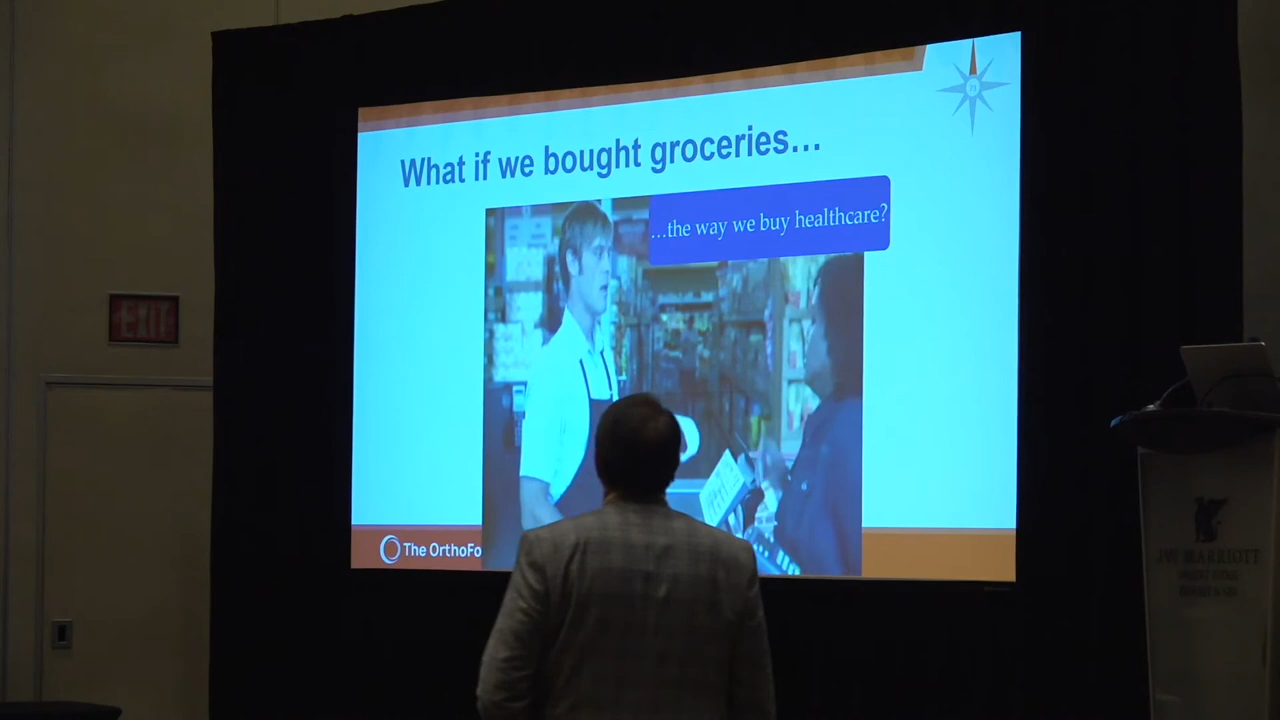 What if we bought groceries...
...the way we buy healthcare?
EXIT
The OrthoFo
JW MARRIOTT